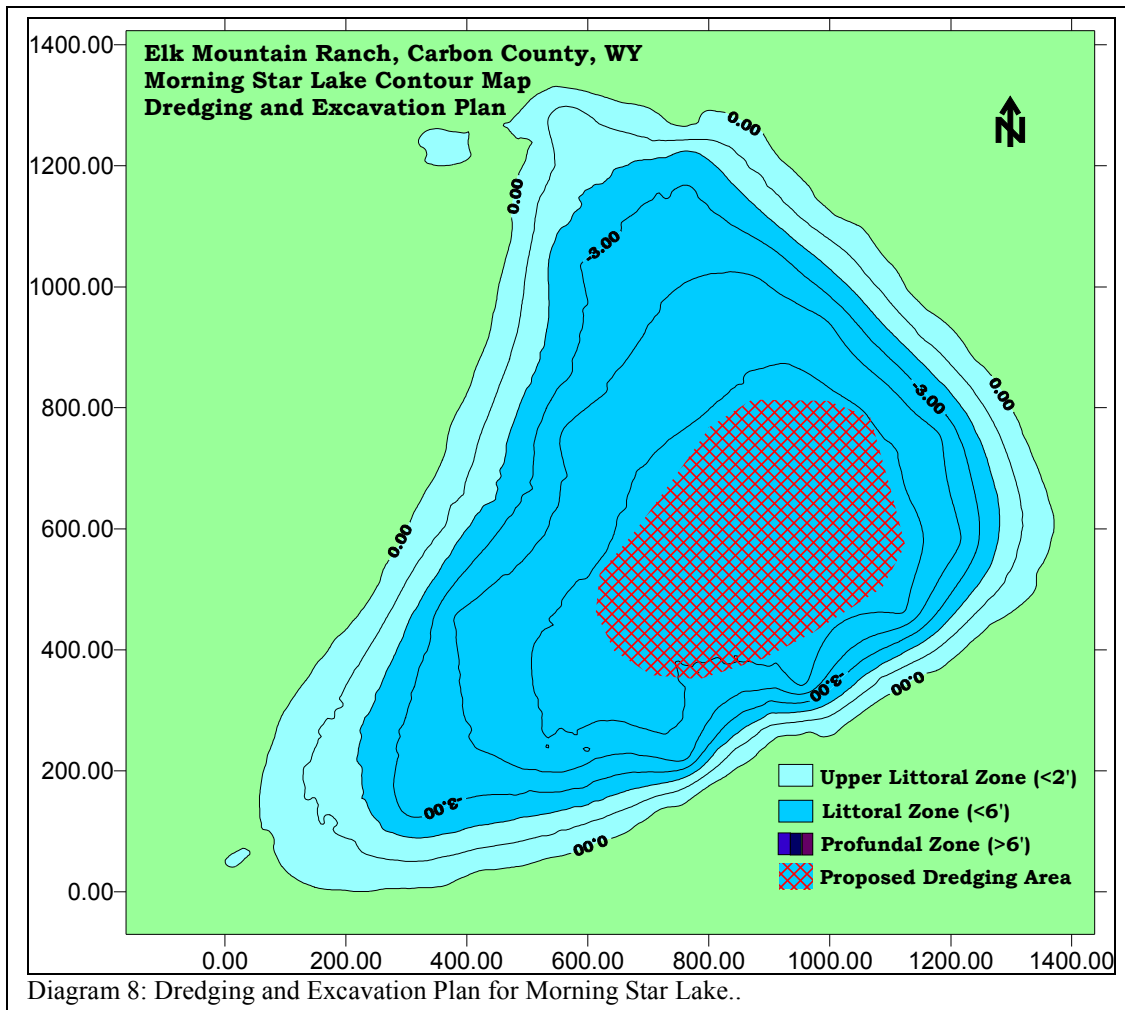 Elk Mountain Ranch, Carbon County, WY
Morning Star Lake Contour Map
Dredging and Excavation Plan
N
1400.00
1200.00
1000.00
800.00
600.00
400.00
200.00
0.00
0.00
0.00
-3.00
0.00
-3.00
0.00
-3.00
0.00
-3.00
0.00
Upper Littoral Zone (<2')
Littoral Zone (<6')
Profundal Zone (>6')
Proposed Dredging Area
0.00 200.00 400.00 600.00 800.00 1000.00 1200.00 1400.00
Diagram 8: Dredging and Excavation Plan for Morning Star Lake..